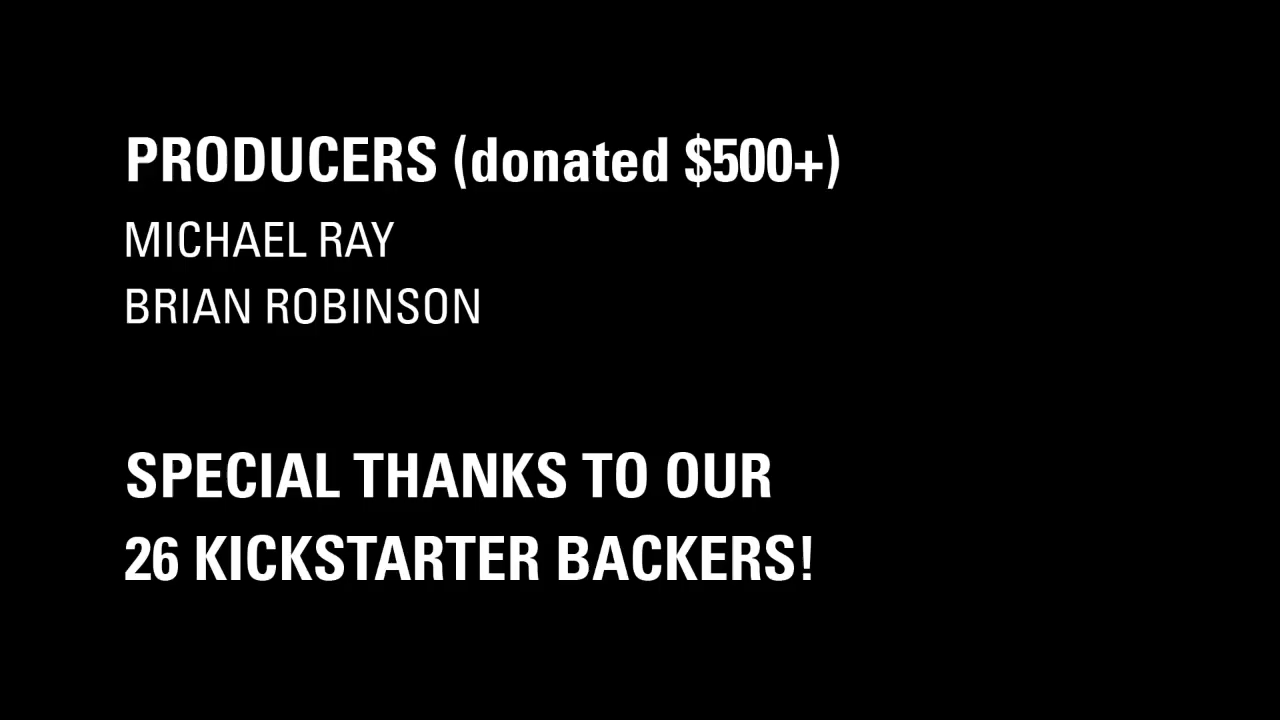 PRODUCERS (donated $500+)
MICHAEL RAY
BRIAN ROBINSON
SPECIAL THANKS TO OUR
26 KICKSTARTER BACKERS!